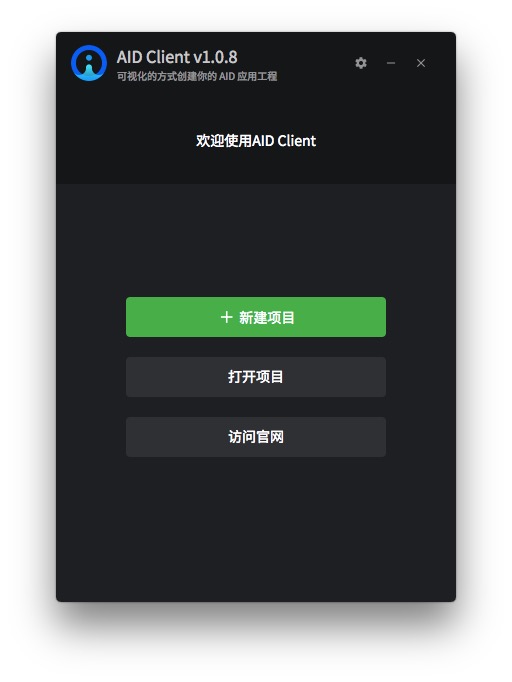 AID Client v1.0.8
可视化的方式创建你的 AID 应用工程
欢迎使用AID Client
新建项目
打开项目
访问官网